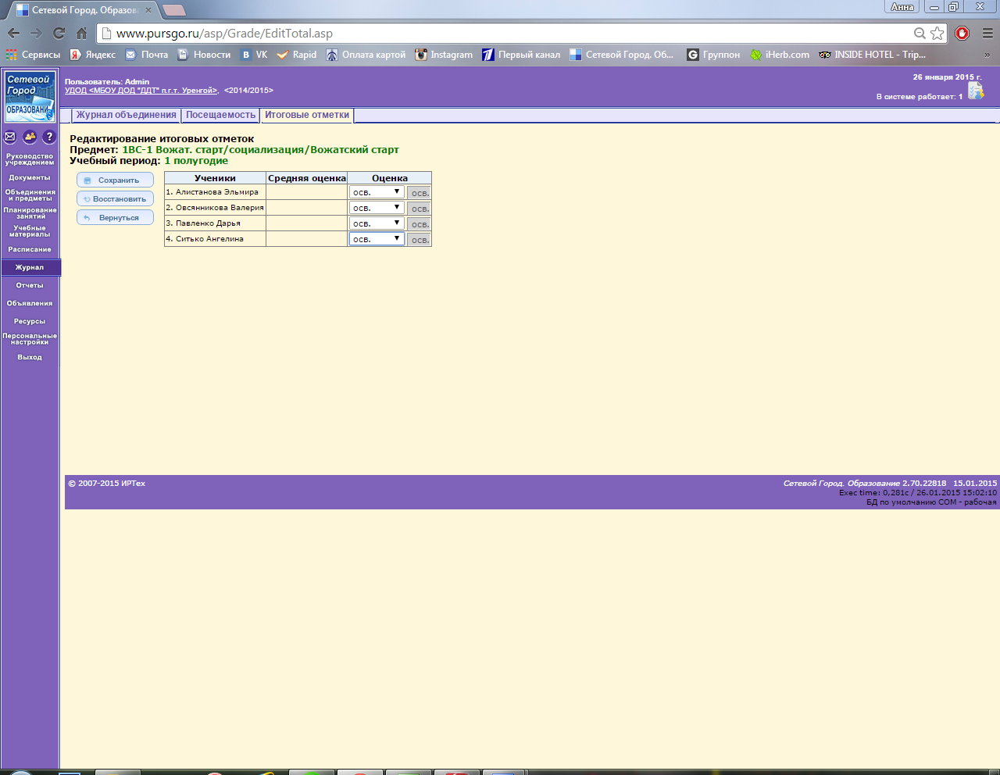 Сетевой Город. Образова
Анна
www.pursgo.ru/asp/Grade/EditTotal.asp
Сервисы Яндекс Почта Новости VK Rapid Оплата картой Instagram Первый канал Сетевой Город. Об... Группон iHerb.com INSIDE HOTEL - Trip... »
Сетевой
Город
ОБРАЗОВАНИ
Пользователь: Admin
УДОД <МБОУ ДОД "ДДТ" п.г.т. Уренгой>, <2014/2015>
26 января 2015 г.
В системе работает: 1
Журнал объединения Посещаемость Итоговые отметки
Руководство
учреждением
Документы
Объединения
и предметы
Планирование
занятий
Учебные
материалы
Расписание
Журнал
Отчеты
Объявления
Ресурсы
Персональные
настройки
Выход
Редактирование итоговых отметок
Предмет: 1ВС-1 Вожат. старт/социализация/Вожатский старт
Учебный период: 1 полугодие
Сохранить
Восстановить
Вернуться
Ученики Средняя оценка Оценка
1. Алистанова Эльмира осв. осв.
2. Овсянникова Валерия осв. осв.
3. Павленко Дарья осв. осв.
4. Ситько Ангелина осв. осв.
© 2007-2015 ИРТех
Сетевой Город. Образование 2.70.22818 15.01.2015
Exec time: 0,281с / 26.01.2015 15:02:10
БД по умолчанию COM - рабочая